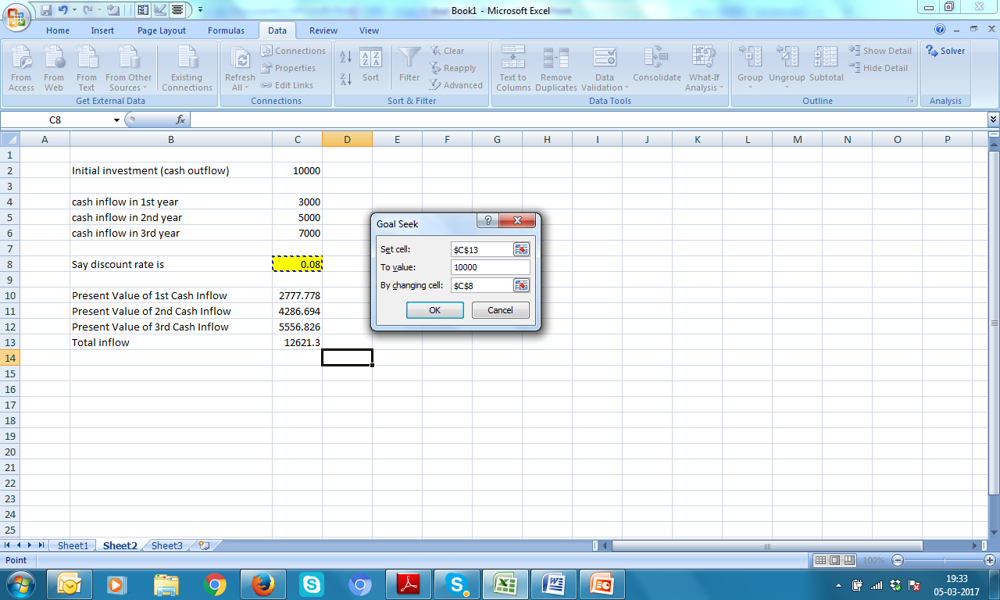 Book1 - Microsoft Excel
Home Insert Page Layout Formulas Data Review View
From Access
From Web
From Text
From Other Sources
Existing Connections
Get External Data
Refresh All
Connections
Properties
Edit Links
Connections
Sort
Filter
Clear
Reapply
Advanced
Sort & Filter
Text to Columns
Remove Duplicates
Data Validation
Consolidate
What-If Analysis
Data Tools
Group
Ungroup
Subtotal
Show Detail
Hide Detail
Outline
Solver
Analysis
C8 fx
A B C D E F G H I J K L M N O P
1
2 Initial investment (cash outflow) 10000
3
4 cash inflow in 1st year 3000
5 cash inflow in 2nd year 5000
6 cash inflow in 3rd year 7000
7
8 Say discount rate is 0.08
9
10 Present Value of 1st Cash Inflow 2777.778
11 Present Value of 2nd Cash Inflow 4286.694
12 Present Value of 3rd Cash Inflow 5556.826
13 Total inflow 12621.3
14
15
16
17
18
19
20
21
22
23
24
25
Goal Seek
Set cell: $C$13
To value: 10000
By changing cell: $C$8
OK Cancel
Sheet1 Sheet2 Sheet3
Point 100%
19:33
05-03-2017